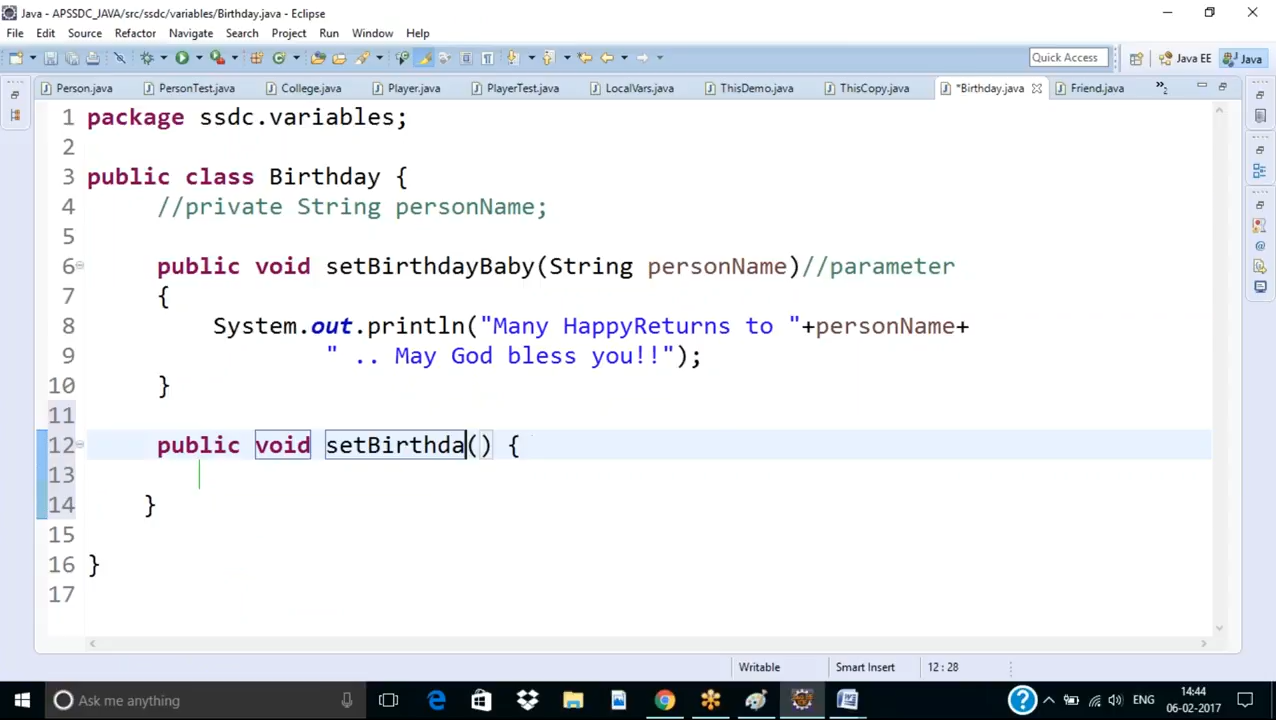 Java - APSSDC_JAVA/src/ssdc/variables/Birthday.java - Eclipse
File Edit Source Refactor Navigate Search Project Run Window Help
Quick Access Java EE Java
Person.java PersonTest.java College.java Player.java PlayerTest.java LocalVars.java ThisDemo.java ThisCopy.java *Birthday.java Friend.java »2
1 package ssdc.variables;
2
3 public class Birthday {
4 //private String personName;
5
6 public void setBirthdayBaby(String personName)//parameter
7 {
8 System.out.println("Many HappyReturns to "+personName+
9 " .. May God bless you!!");
10 }
11
12 public void setBirthda() {
13
14 }
15
16 }
17
Writable Smart Insert 12 : 28
Ask me anything ENG 14:44
06-02-2017